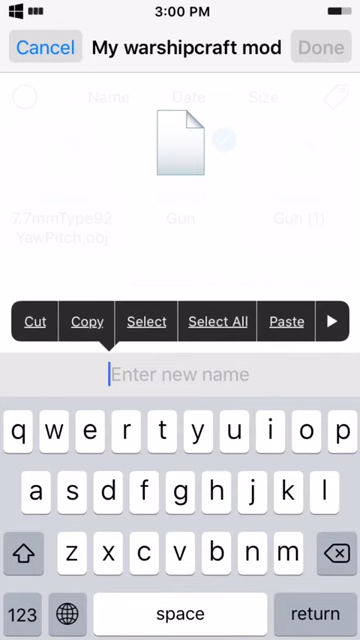 3:00 PM
Cancel My warshipcraft mod Done
Name Date Size
7.7mmType92 Gun Gun (1)
YawPitch.obj
Cut Copy Select Select All Paste
Enter new name
q w e r t y u i o p
a s d f g h j k l
z x c v b n m
123 space return